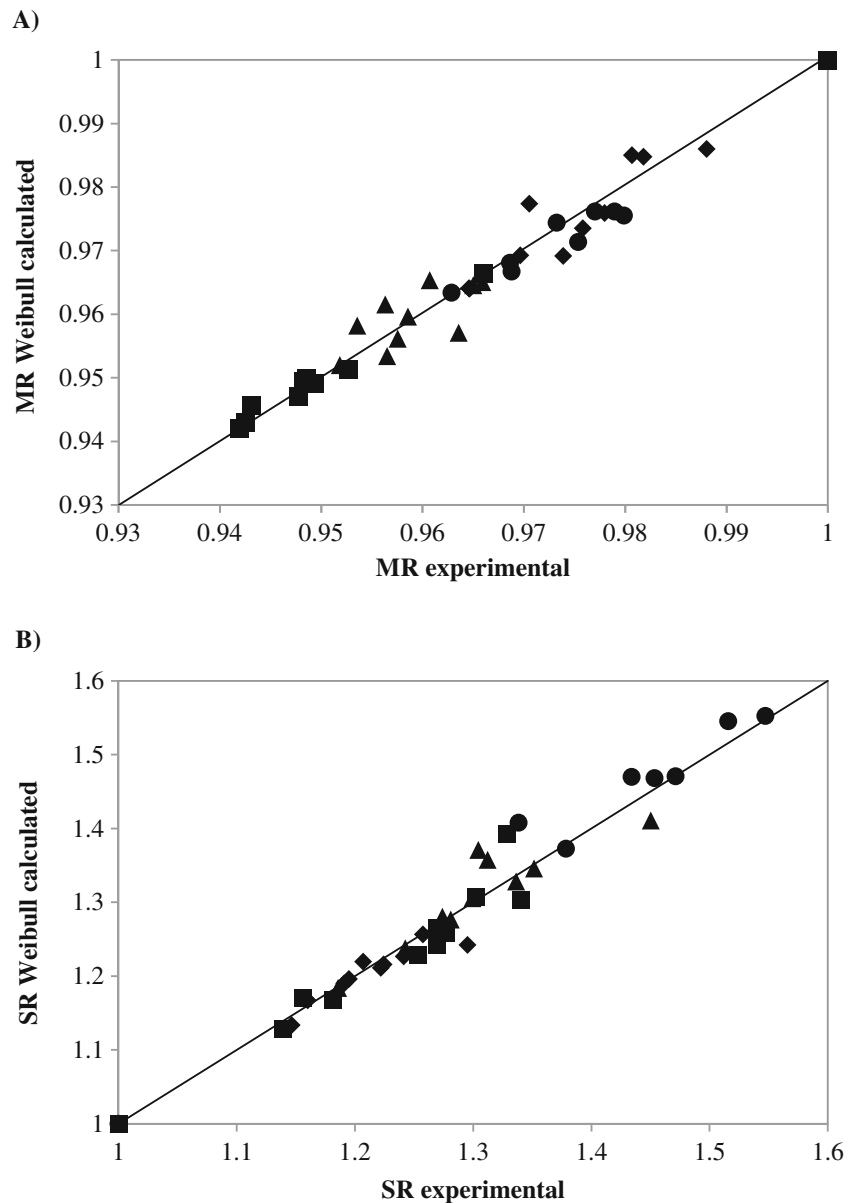 A)
MR Weibull calculated
1
0.99
0.98
0.97
0.96
0.95
0.94
0.93
0.93 0.94 0.95 0.96 0.97 0.98 0.99 1
MR experimental
B)
SR Weibull calculated
1.6
1.5
1.4
1.3
1.2
1.1
1
1 1.1 1.2 1.3 1.4 1.5 1.6
SR experimental